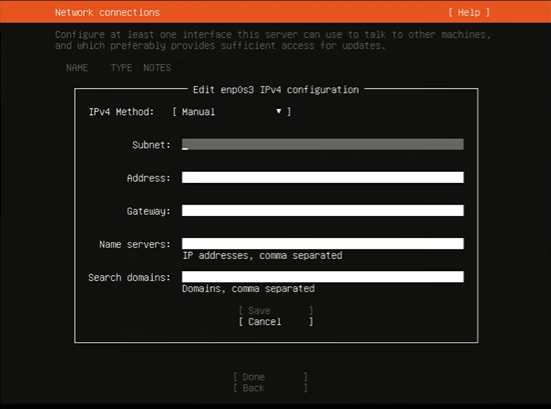 Network connections [ Help ]
Configure at least one interface this server can use to talk to other machines,
and which preferably provides sufficient access for updates.
NAME TYPE NOTES
Edit enp0s3 IPv4 configuration
IPv4 Method: [ Manual ▾ ]
Subnet:
Address:
Gateway:
Name servers:
IP addresses, comma separated
Search domains:
Domains, comma separated
[ Save ]
[ Cancel ]
[ Done ]
[ Back ]